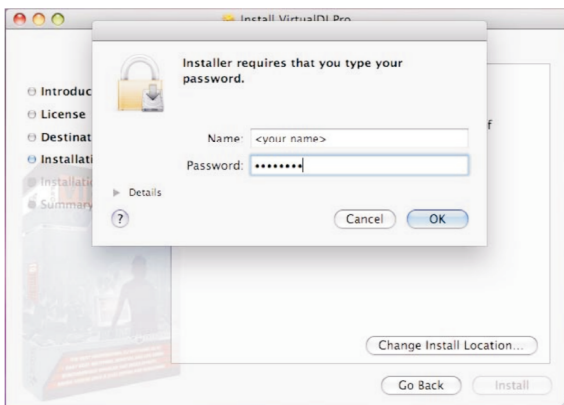 Install VirtualDJ Pro
Installer requires that you type your
password.
Introduc
License
Destinat
Installati
Installatio
Summary
f
Name: <your name>
Password: ••••••••
Details
?
Cancel
OK
Change Install Location...
Go Back
Install